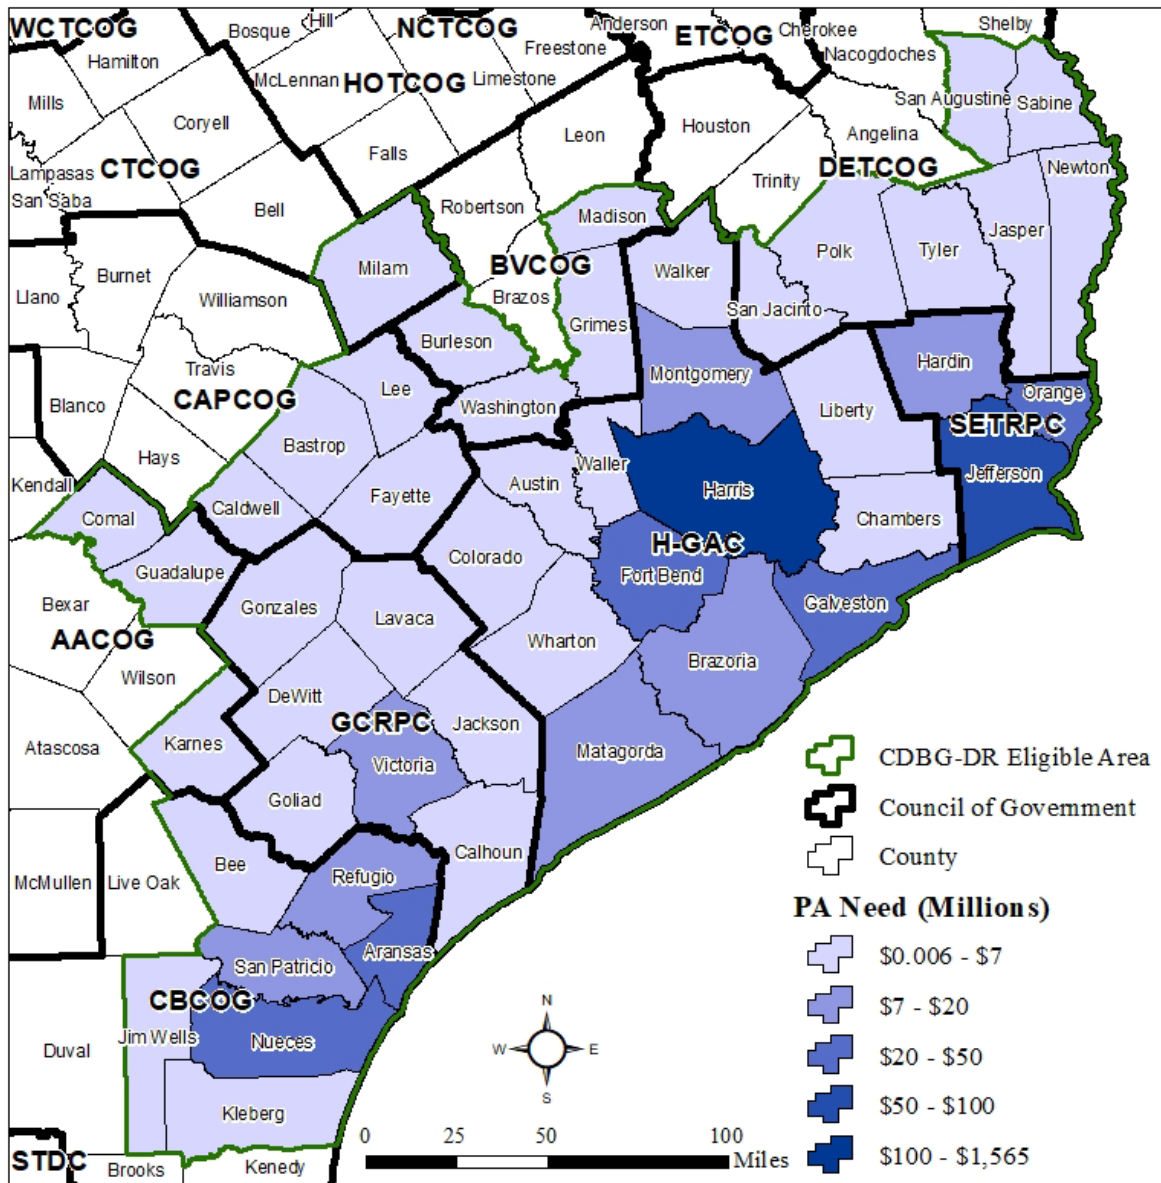 WCTCOG
Bosque
Hill
NCTCOG
Anderson
ETCOG
Cherokee
Shelby
Hamilton
McLennan
HOTCOG
Limestone
Freestone
Nacogdoches
Mills
Coryell
Leon
Houston
San Augustine
Sabine
Angelina
Falls
Lampasas
CTCOG
DETCOG
Newton
San Saba
Bell
Robertson
Madison
Trinity
Jasper
Burnet
Milam
BVCOG
Walker
Polk
Tyler
Llano
Williamson
Brazos
Grimes
San Jacinto
Burleson
Travis
Montgomery
Hardin
Blanco
CAPCOG
Lee
Washington
Liberty
Orange
SETRPC
Hays
Bastrop
Waller
Jefferson
Kendall
Caldwell
Fayette
Austin
Harris
Comal
Chambers
H-GAC
Colorado
Guadalupe
Fort Bend
Bexar
Gonzales
Lavaca
Galveston
AACOG
Wharton
Brazoria
Wilson
DeWitt
GCRPC
Jackson
Atascosa
Karnes
Victoria
Matagorda
Goliad
Calhoun
Bee
Refugio
McMullen
Live Oak
Aransas
San Patricio
CBCOG
Jim Wells
Nueces
Duval
Kleberg
STDC
Brooks
Kenedy
CDBG-DR Eligible Area
Council of Government
County
PA Need (Millions)
$0.006 - $7
$7 - $20
$20 - $50
$50 - $100
$100 - $1,565
N
W
E
S
0 25 50 100
Miles